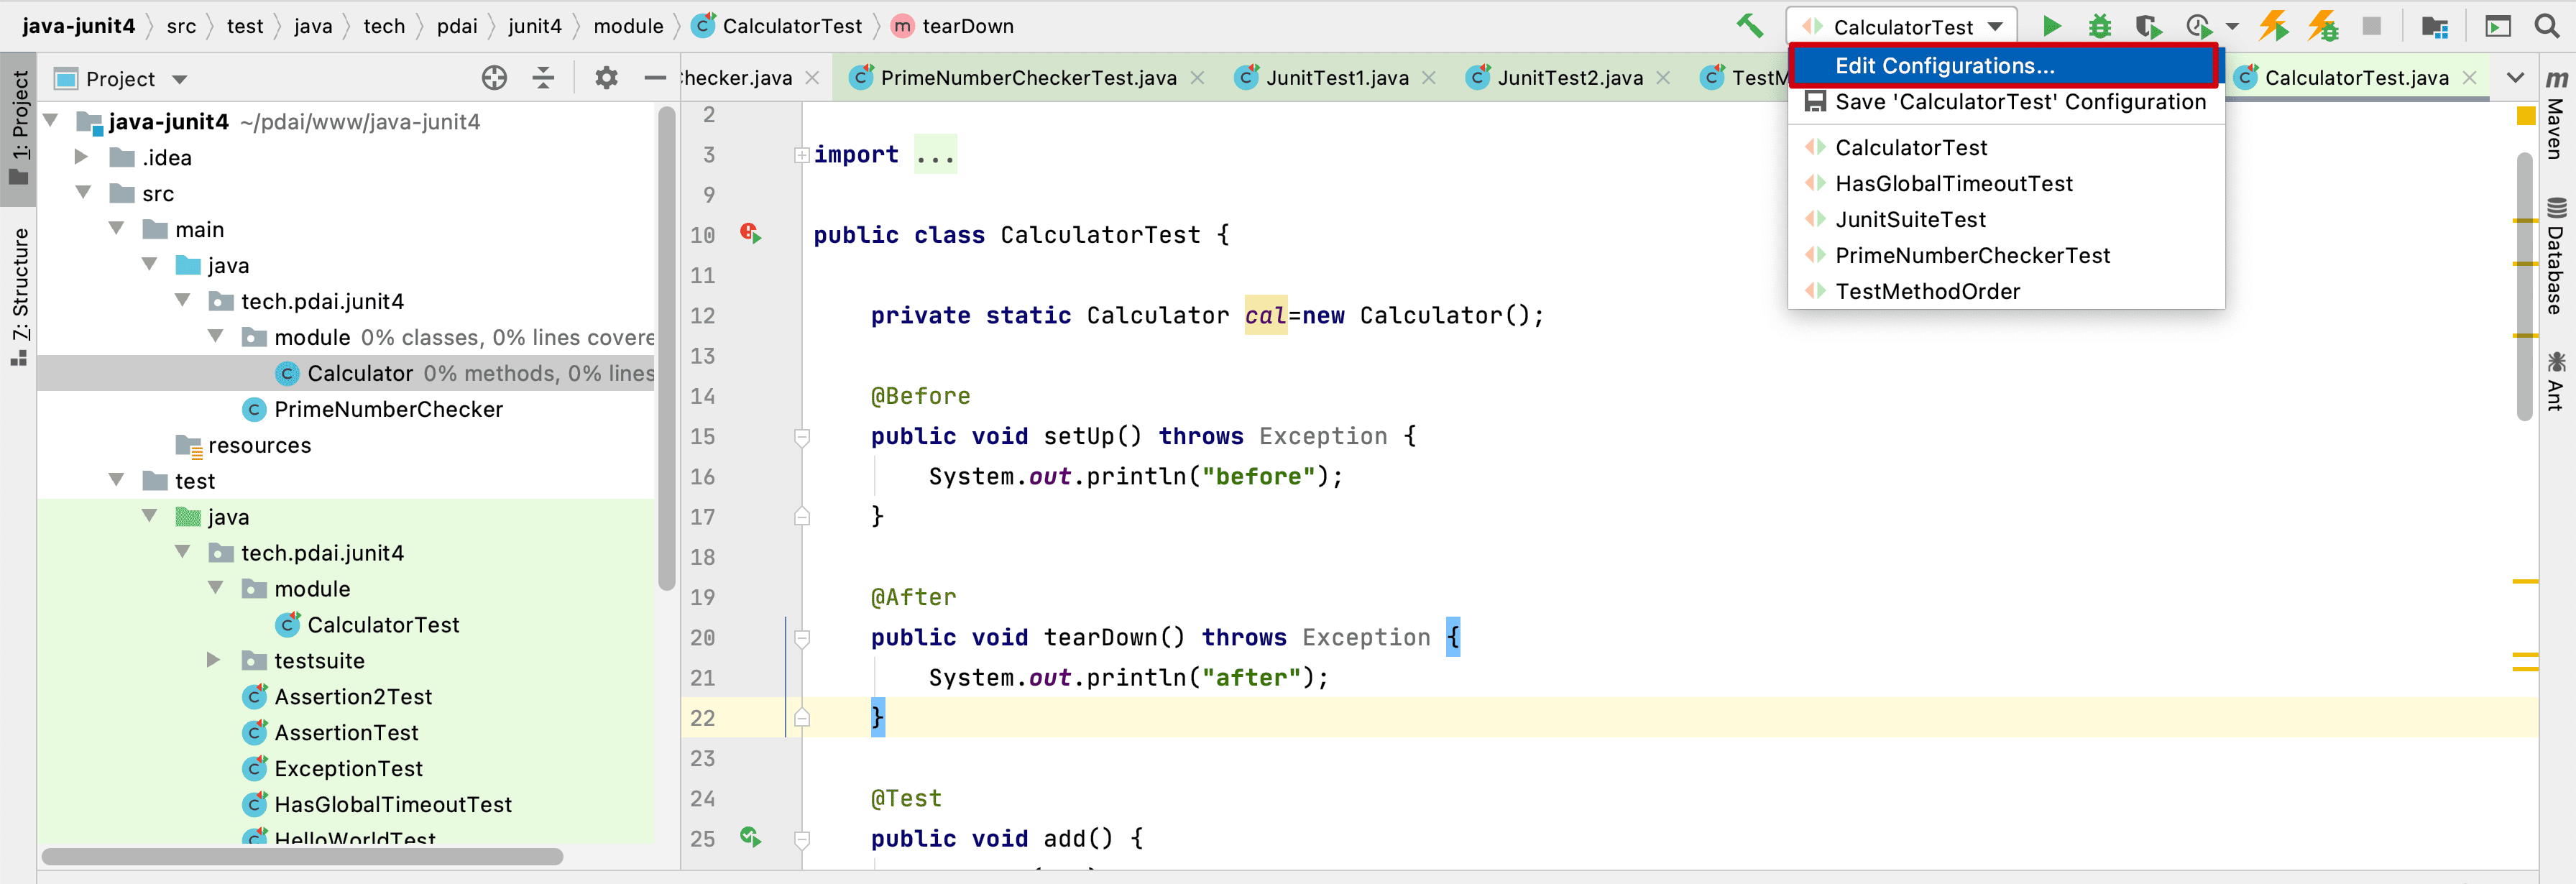 java-junit4 src test java tech pdai junit4 module CalculatorTest m tearDown
CalculatorTest
Edit Configurations...
Save 'CalculatorTest' Configuration
CalculatorTest
HasGlobalTimeoutTest
JunitSuiteTest
PrimeNumberCheckerTest
TestMethodOrder
Project
Checker.java PrimeNumberCheckerTest.java JunitTest1.java JunitTest2.java TestM CalculatorTest.java
1: Project
7: Structure
java-junit4 ~/pdai/www/java-junit4
.idea
src
main
java
tech.pdai.junit4
module 0% classes, 0% lines covere
Calculator 0% methods, 0% lines
PrimeNumberChecker
resources
test
java
tech.pdai.junit4
module
CalculatorTest
testsuite
Assertion2Test
AssertionTest
ExceptionTest
HasGlobalTimeoutTest
HelloWorldTest
2
3 import ...
9
10 public class CalculatorTest {
11
12 private static Calculator cal=new Calculator();
13
14 @Before
15 public void setUp() throws Exception {
16 System.out.println("before");
17 }
18
19 @After
20 public void tearDown() throws Exception {
21 System.out.println("after");
22 }
23
24 @Test
25 public void add() {
m Maven
Database
Ant